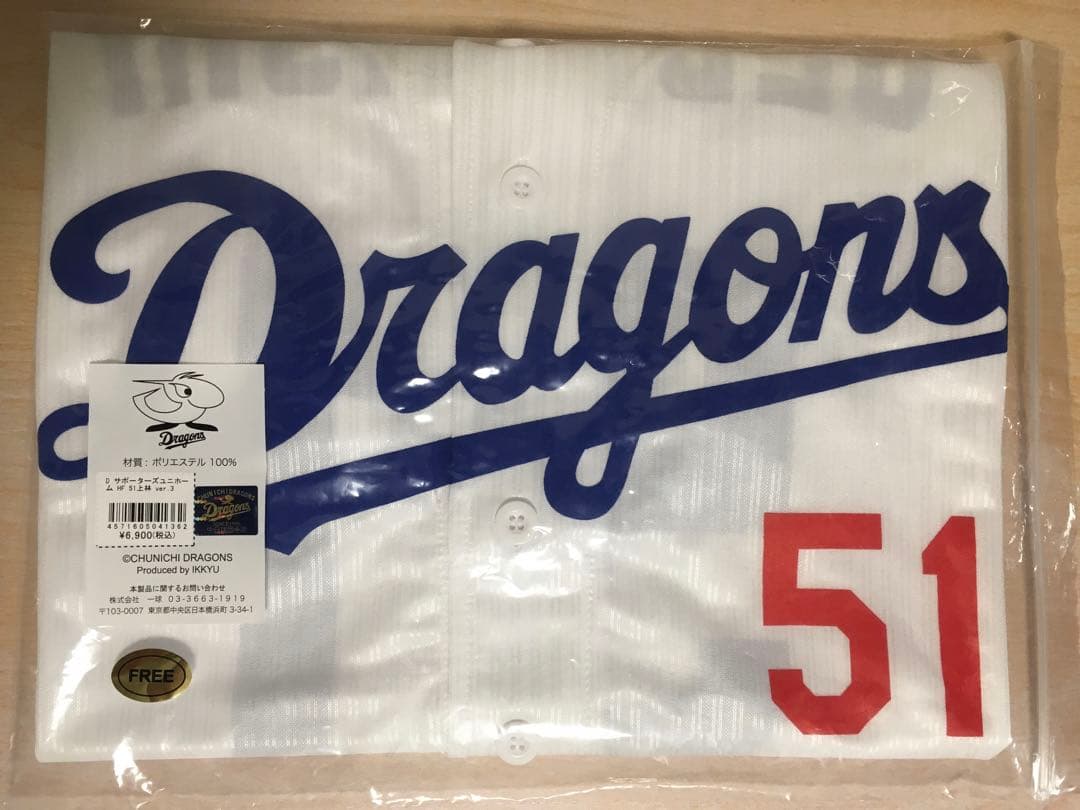 Dragons
51
Dragons
材質: ポリエステル 100%
D サポーターズユニホー
ム HF 51上林 ver.3
4571605041362
¥6,900(税込)
CHUNICHI DRAGONS
Dragons
©CHUNICHI DRAGONS
Produced by IKKYU
本製品に関するお問い合わせ
株式会社 一球 03-3663-1919
〒103-0007 東京都中央区日本橋浜町 3-34-1
FREE